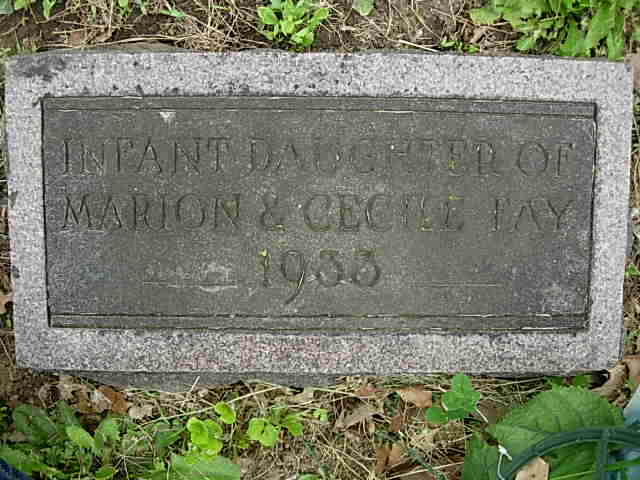 INFANT DAUGHTER OF
MARION & CECILE FAY
1933